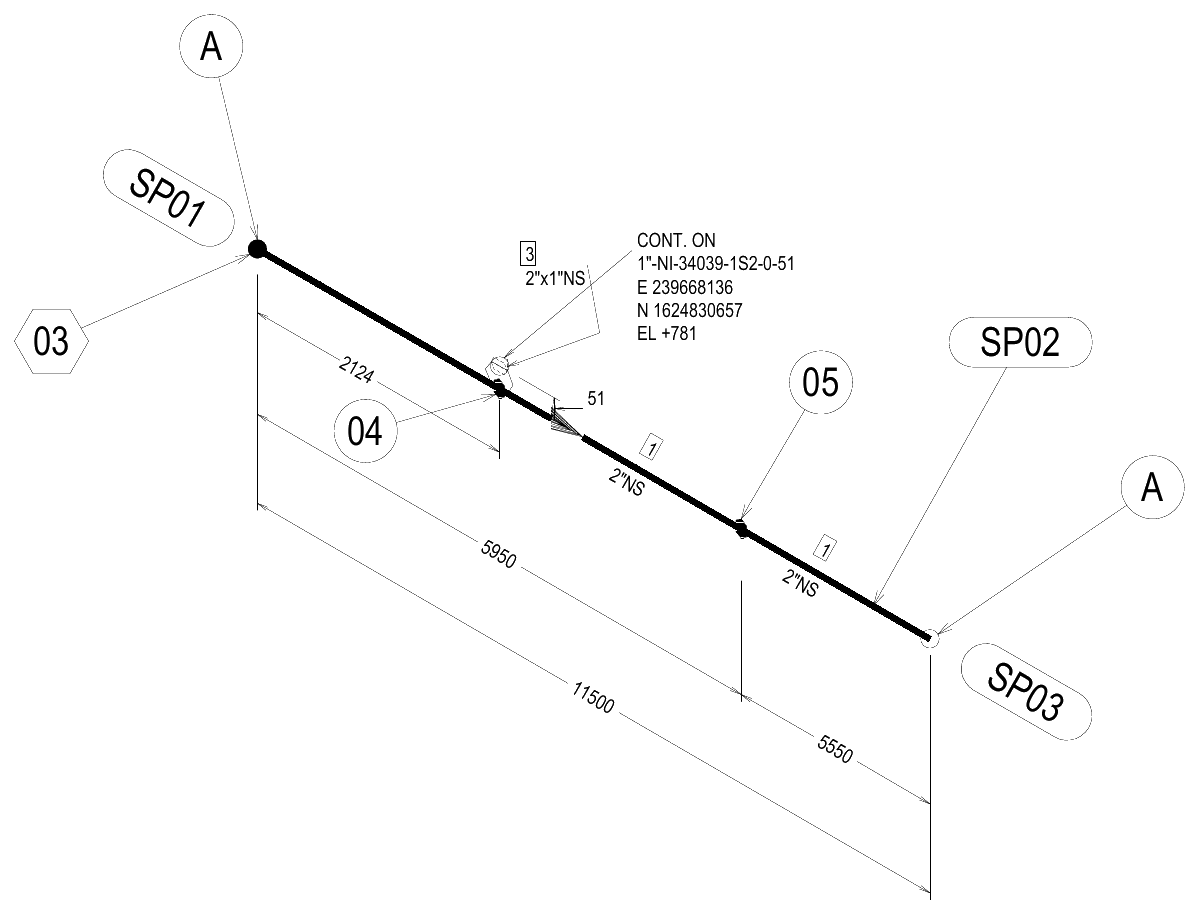 A
SP01
3
2"x1"NS
CONT. ON
1"-NI-34039-1S2-0-51
E 239668136
N 1624830657
EL +781
03
SP02
2124
05
51
04
1
2"NS
A
1
2"NS
5950
SP03
11500
5550